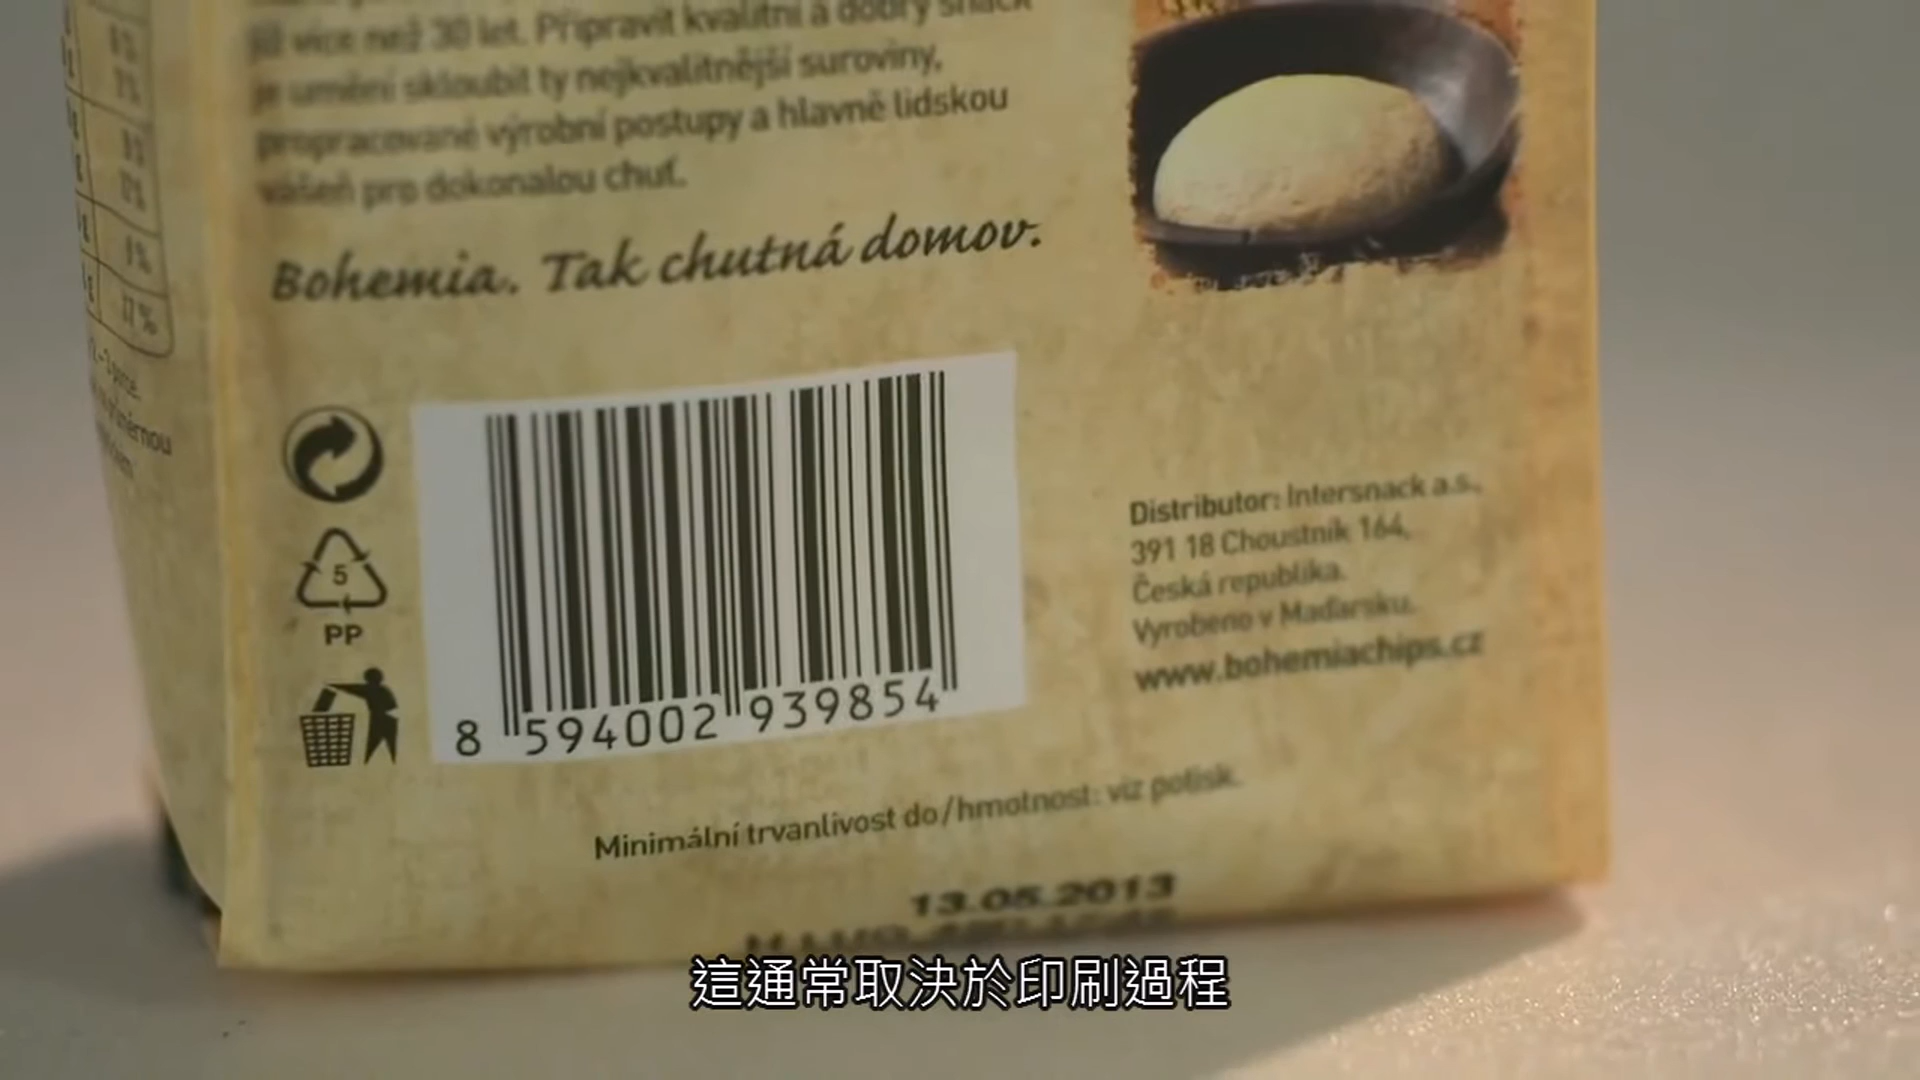 již více než 30 let. Připravit kvalitní a dobrý snack
je umění skloubit ty nejkvalitnější suroviny,
propracované výrobní postupy a hlavně lidskou
vášeň pro dokonalou chuť.
Bohemia. Tak chutná domov.
5
PP
8 594002 939854
Distributor: Intersnack a.s.,
391 18 Choustník 164,
Česká republika.
Vyrobeno v Maďarsku.
www.bohemiachips.cz
Minimální trvanlivost do/hmotnost: viz potisk.
13.05.2013
這通常取決於印刷過程